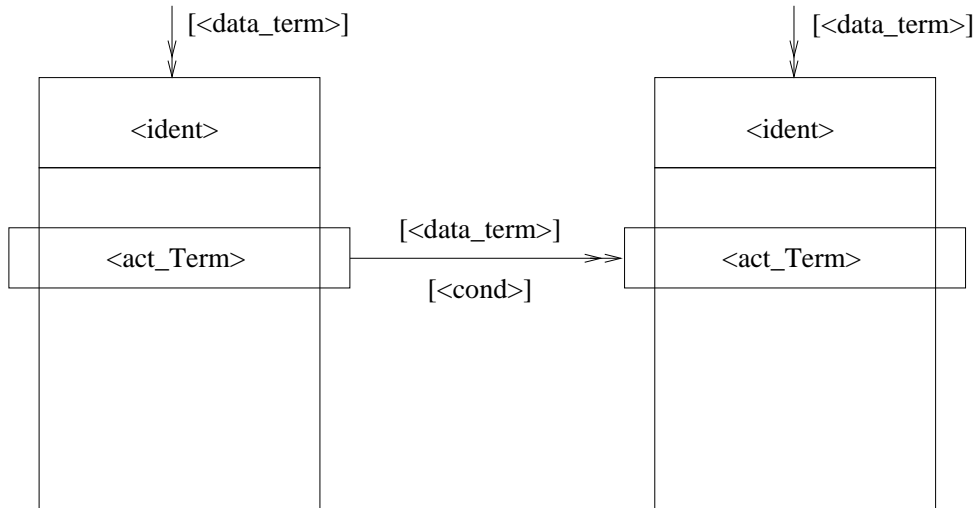 [<data_term>]
[<data_term>]
<ident>
<ident>
[<data_term>]
<act_Term>
<act_Term>
[<cond>]